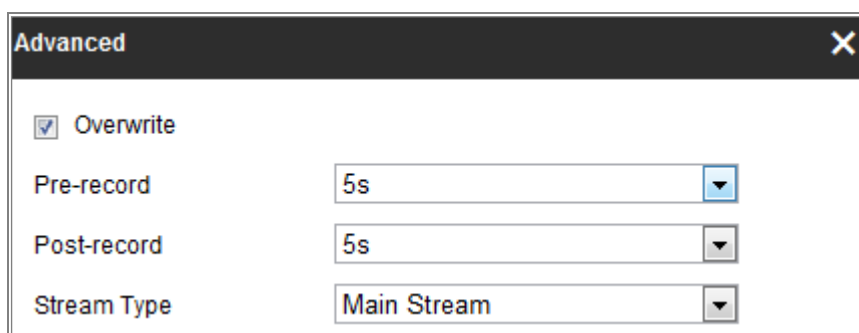 Advanced
Overwrite
Pre-record 5s
Post-record 5s
Stream Type Main Stream